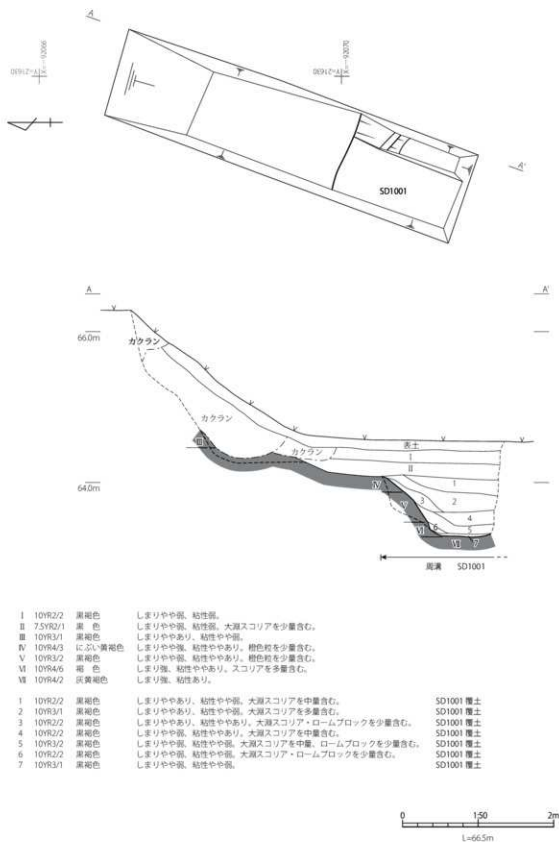 A
Y=21630
X=-92066
Y=21630
X=-92070
A'
SD1001
A
A'
66.0m
カクラン
カクラン
カクラン
表土
I
II
III
1
2
3
4
5
6
7
IV
V
VI
VII
64.0m
周溝 SD1001
I 10YR2/2 黒褐色 しまりやや弱、粘性弱。
II 7.5YR2/1 黒 色 しまりやや弱、粘性弱。大淵スコリアを少量含む。
III 10YR3/1 黒褐色 しまりややあり、粘性やや弱。
IV 10YR4/3 にぶい黄褐色 しまりやや強、粘性ややあり。橙色粒を少量含む。
V 10YR3/2 黒褐色 しまりやや弱、粘性あり。橙色粒を少量含む。
VI 10YR4/6 褐 色 しまり強、粘性ややあり。スコリアを多量含む。
VII 10YR4/2 灰黄褐色 しまり強、粘性あり。
1 10YR2/2 黒褐色 しまりややあり、粘性やや弱。大淵スコリアを中量含む。 SD1001 覆土
2 10YR3/1 黒褐色 しまりややあり、粘性やや弱。大淵スコリアを多量含む。 SD1001 覆土
3 10YR2/2 黒褐色 しまりややあり、粘性ややあり。大淵スコリア・ロームブロックを少量含む。 SD1001 覆土
4 10YR2/2 黒褐色 しまりやや弱、粘性ややあり。大淵スコリアを中量含む。 SD1001 覆土
5 10YR3/2 黒褐色 しまりやや弱、粘性やや弱。大淵スコリアを中量、ロームブロックを少量含む。 SD1001 覆土
6 10YR2/2 黒褐色 しまりやや弱、粘性やや弱。大淵スコリア・ロームブロックを少量含む。 SD1001 覆土
7 10YR3/1 黒褐色 しまりやや弱、粘性やや弱。 SD1001 覆土
0 1:50 2m
L=66.5m